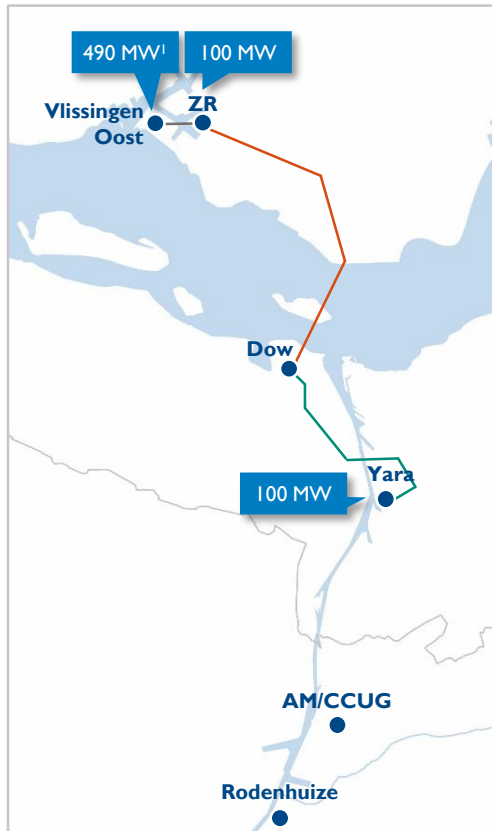 490 MW¹
100 MW
Vlissingen
Oost
ZR
Dow
Yara
100 MW
AM/CCUG
Rodenhuize